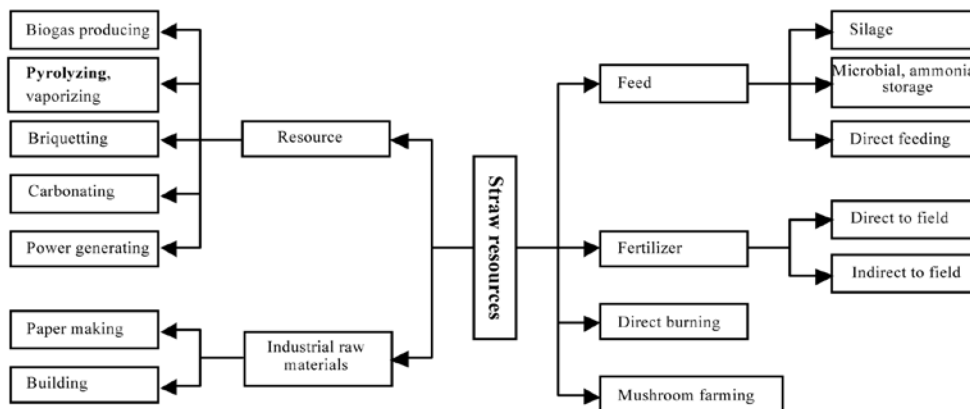 Biogas producing
Pyrolyzing,
vaporizing
Briquetting
Carbonating
Power generating
Paper making
Building
Resource
Industrial raw
materials
Straw resources
Feed
Fertilizer
Direct burning
Mushroom farming
Silage
Microbial, ammonia
storage
Direct feeding
Direct to field
Indirect to field